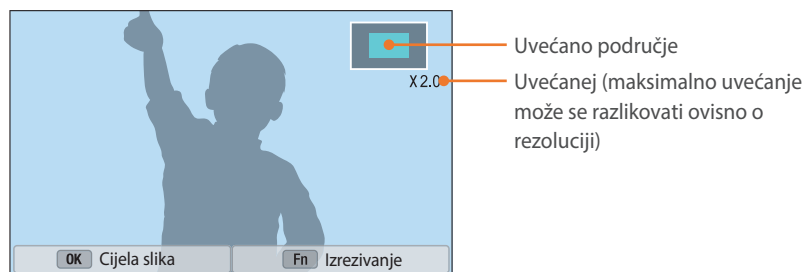 Uvećano područje
X 2.0
Uvećanej (maksimalno uvećanje
može se razlikovati ovisno o
rezoluciji)
OK Cijela slika
Fn Izrezivanje